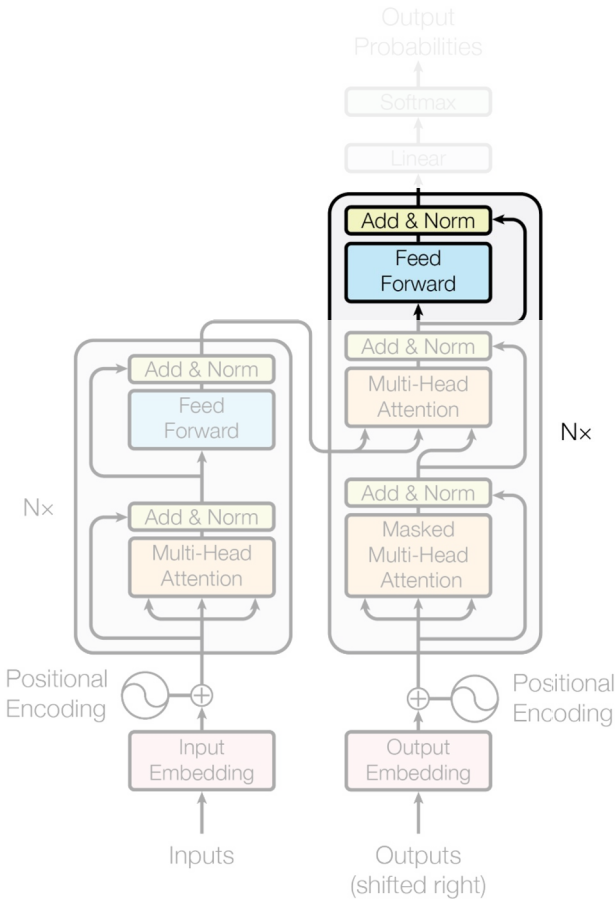 Output
Probabilities
Softmax
Linear
Add & Norm
Feed
Forward
Add & Norm
Multi-Head
Attention
Add & Norm
Masked
Multi-Head
Attention
N×
Add & Norm
Feed
Forward
Add & Norm
Multi-Head
Attention
N×
Positional
Encoding
Positional
Encoding
Input
Embedding
Output
Embedding
Inputs
Outputs
(shifted right)